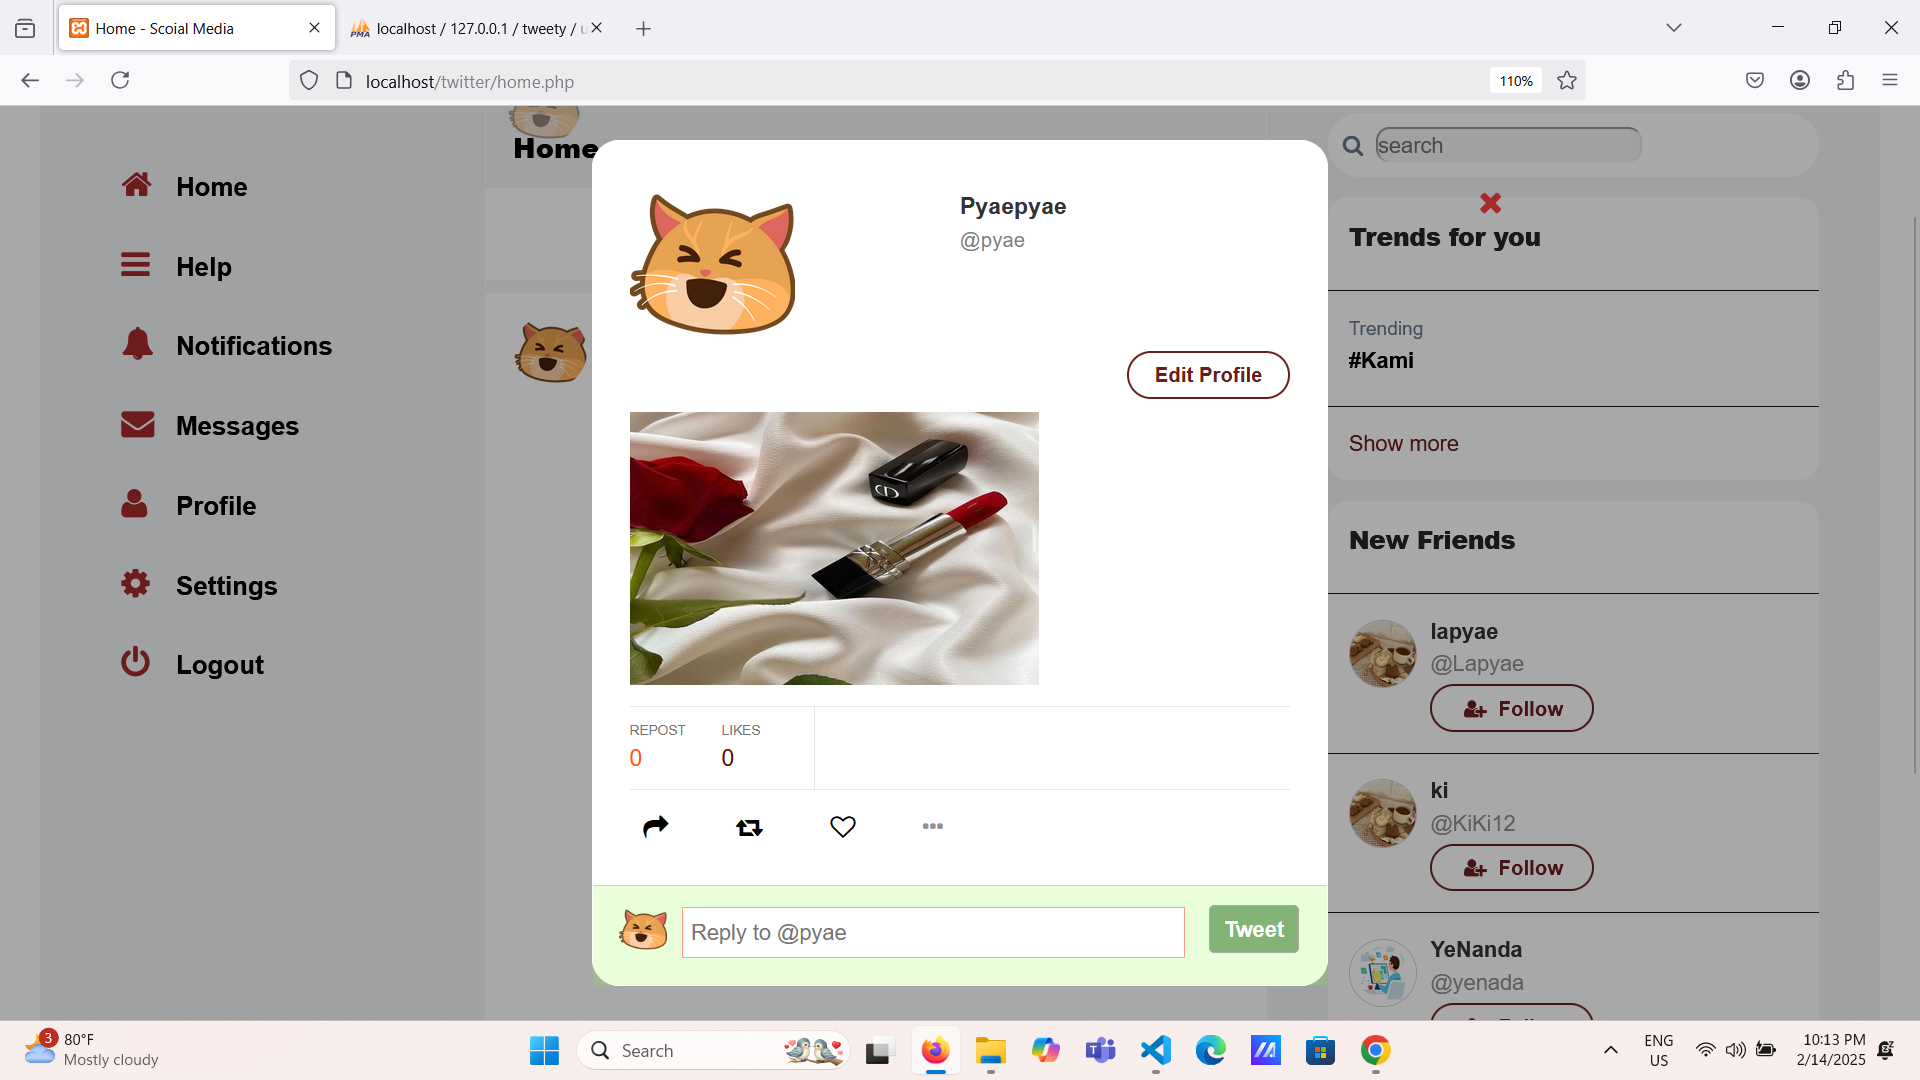 Home - Scoial Media
localhost / 127.0.0.1 / tweety / u
localhost/twitter/home.php
110%
Home
Help
Notifications
Messages
Profile
Settings
Logout
Home
Pyaepyae
@pyae
Edit Profile
REPOST
LIKES
0
0
Reply to @pyae
Tweet
search
Trends for you
Trending
#Kami
Show more
New Friends
lapyae
@Lapyae
Follow
ki
@KiKi12
Follow
YeNanda
@yenada
3
80°F
Mostly cloudy
Search
ENG
US
10:13 PM
2/14/2025